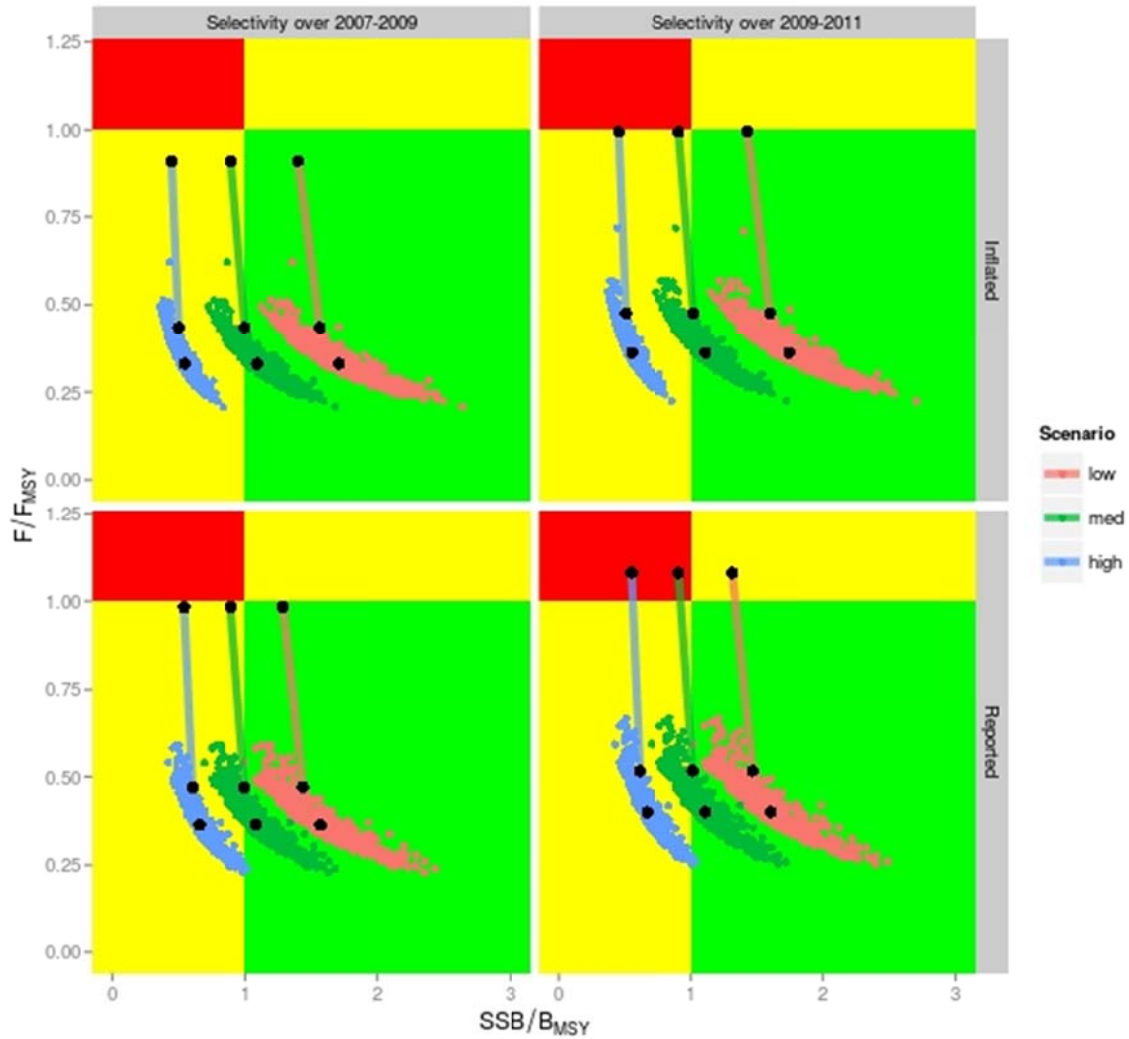 Selectivity over 2007-2009
Selectivity over 2009-2011
1.25
1.00
0.75
0.50
0.25
0.00
Inflated
F/FMSY
1.25
1.00
0.75
0.50
0.25
0.00
Reported
0 1 2 3
0 1 2 3
SSB/BMSY
Scenario
low
med
high